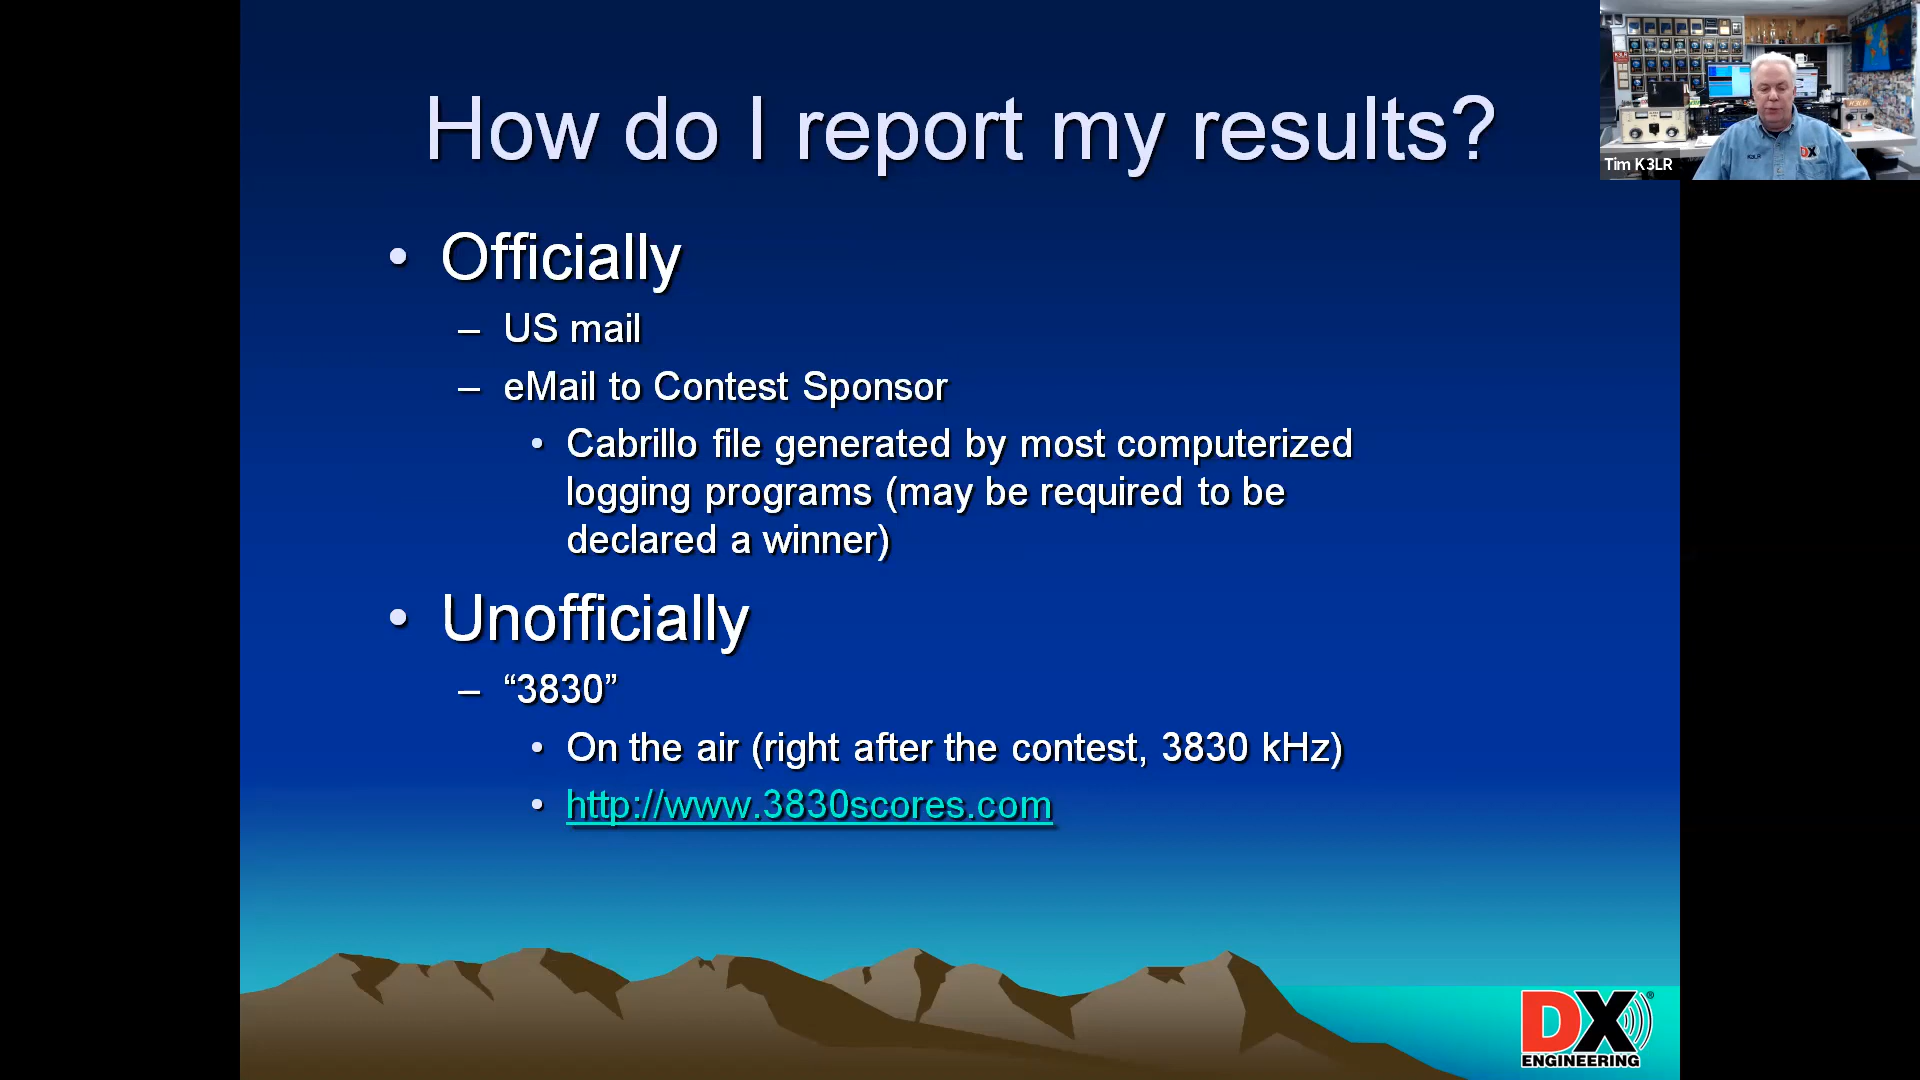 How do I report my results?
• Officially
– US mail
– eMail to Contest Sponsor
• Cabrillo file generated by most computerized
logging programs (may be required to be
declared a winner)
• Unofficially
– “3830”
• On the air (right after the contest, 3830 kHz)
• http://www.3830scores.com
Tim K3LR
K3LR
DX
DX
ENGINEERING